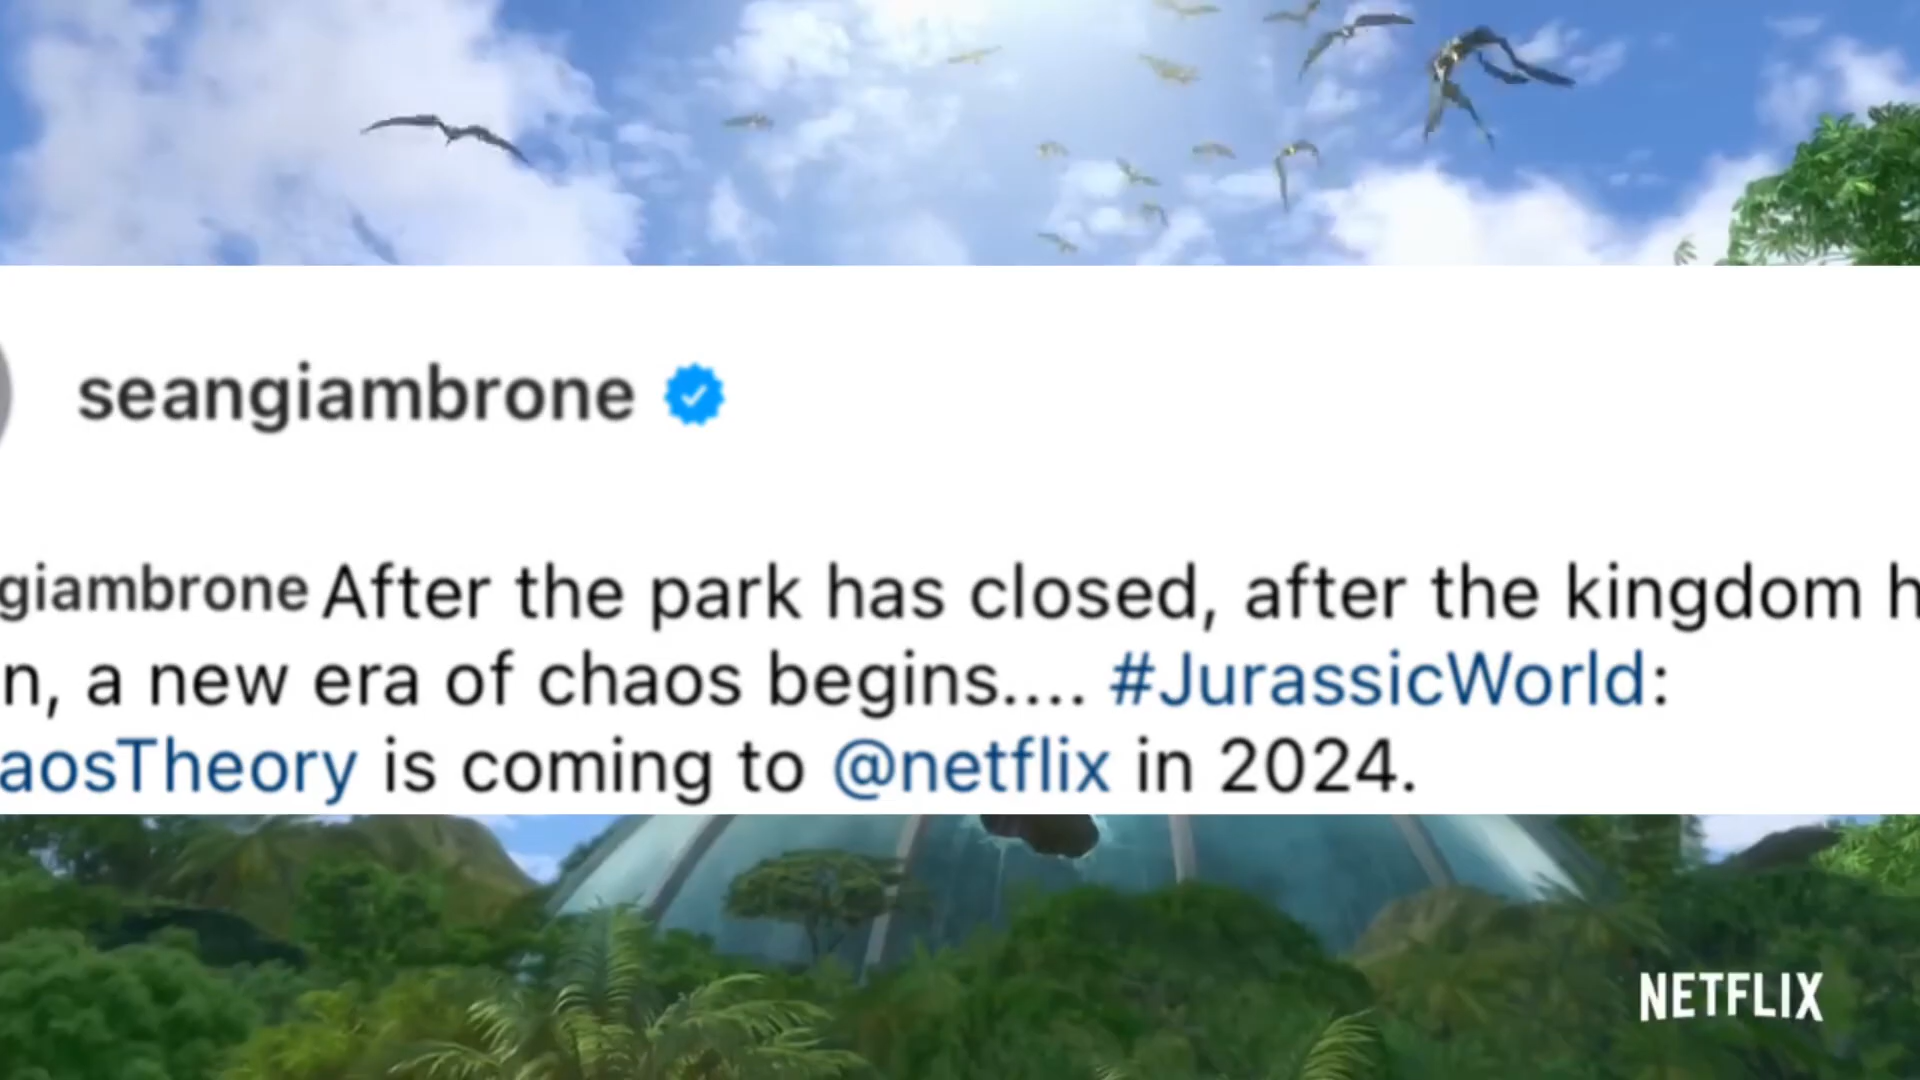 seangiambrone
giambrone After the park has closed, after the kingdom h
n, a new era of chaos begins.... #JurassicWorld:
aosTheory is coming to @netflix in 2024.
NETFLIX